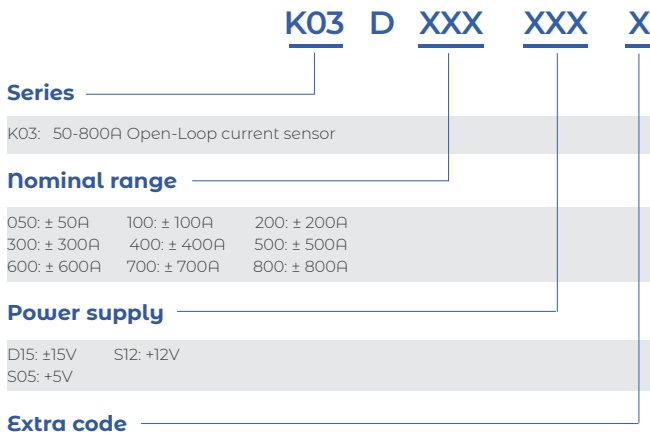 K03 D XXX XXX X
Series
K03: 50-800A Open-Loop current sensor
Nominal range
050: ± 50A 100: ± 100A 200: ± 200A
300: ± 300A 400: ± 400A 500: ± 500A
600: ± 600A 700: ± 700A 800: ± 800A
Power supply
D15: ±15V S12: +12V
S05: +5V
Extra code